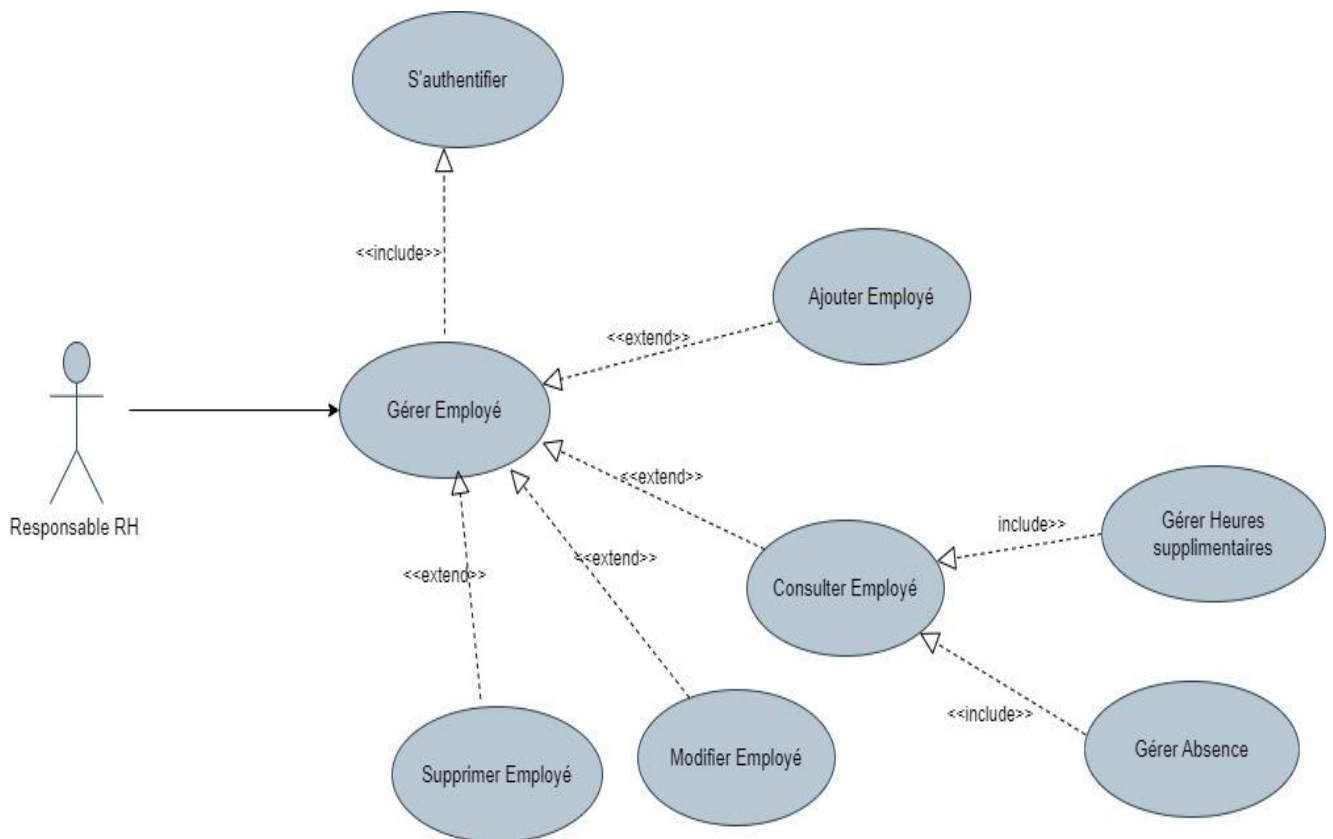 S'authentifier
<<include>>
Ajouter Employé
<<extend>>
Gérer Employé
<<extend>>
Responsable RH
include>>
Gérer Heures
supplimentaires
<<extend>>
<<extend>>
Consulter Employé
<<include>>
Gérer Absence
Modifier Employé
Supprimer Employé